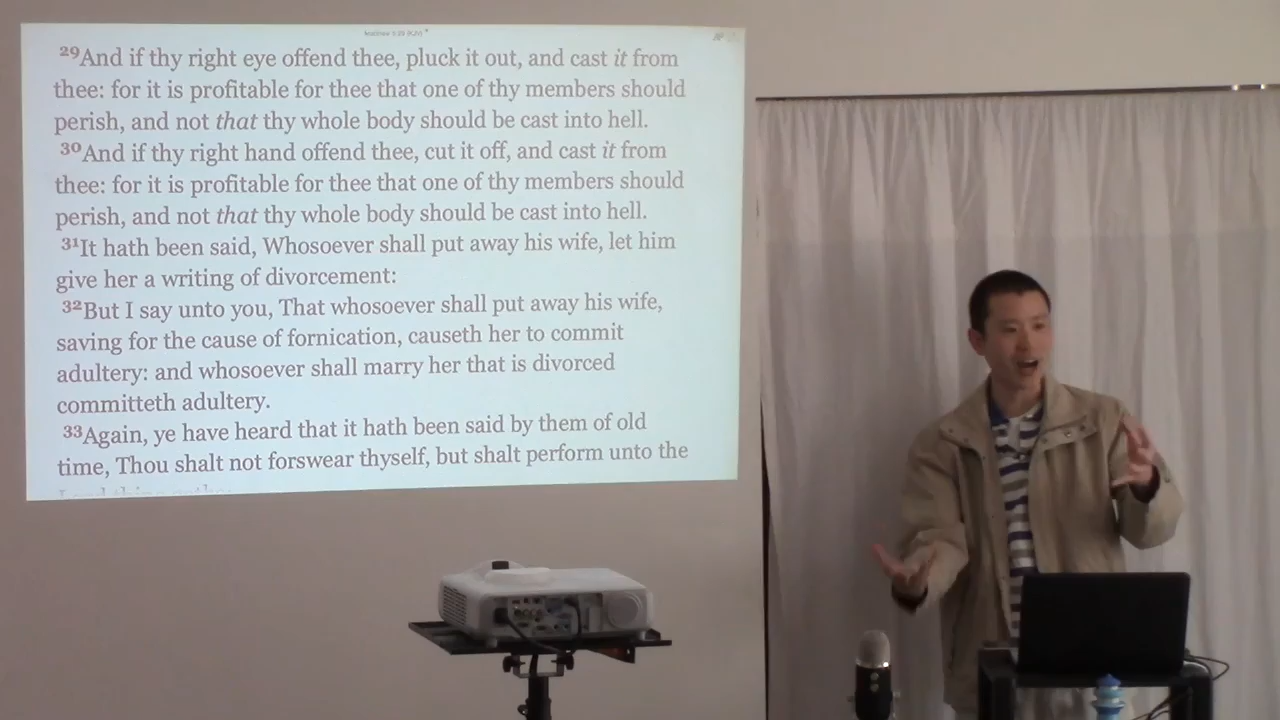 Matthew 5:29 (KJV)
29And if thy right eye offend thee, pluck it out, and cast it from
thee: for it is profitable for thee that one of thy members should
perish, and not that thy whole body should be cast into hell.
30And if thy right hand offend thee, cut it off, and cast it from
thee: for it is profitable for thee that one of thy members should
perish, and not that thy whole body should be cast into hell.
31It hath been said, Whosoever shall put away his wife, let him
give her a writing of divorcement:
32But I say unto you, That whosoever shall put away his wife,
saving for the cause of fornication, causeth her to commit
adultery: and whosoever shall marry her that is divorced
committeth adultery.
33Again, ye have heard that it hath been said by them of old
time, Thou shalt not forswear thyself, but shalt perform unto the